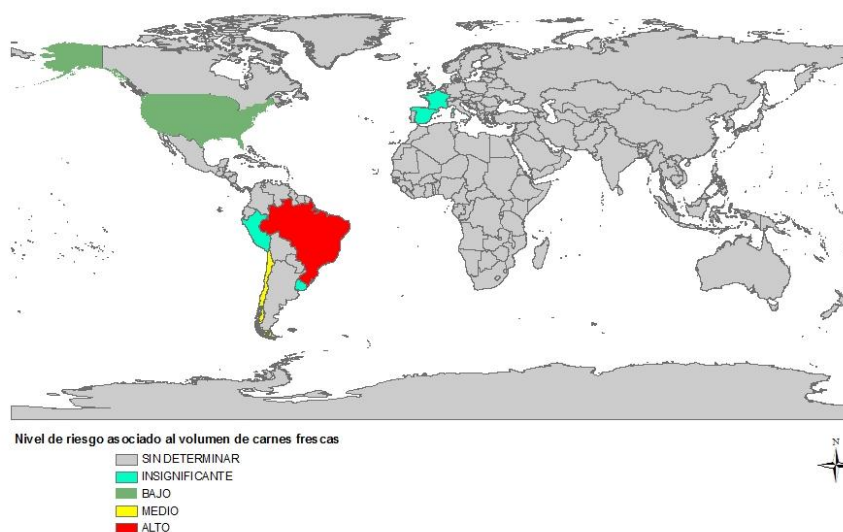 Nivel de riesgo asociado al volumen de carnes frescas
SIN DETERMINAR
INSIGNIFICANTE
BAJO
MEDIO
ALTO
N